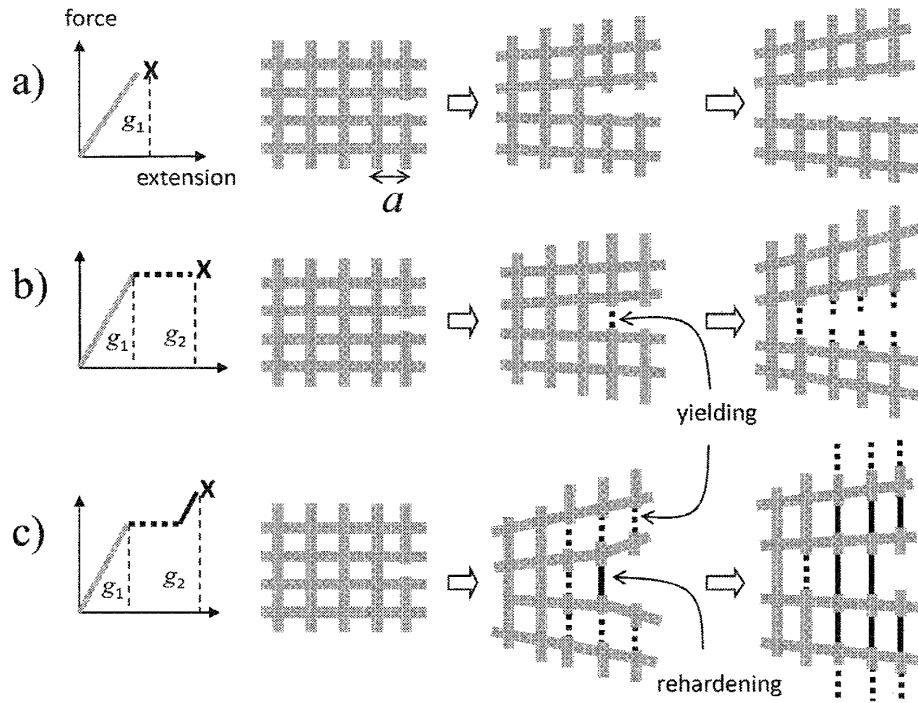 force
a)
X
g₁
extension
a
b)
X
g₁
g₂
yielding
c)
X
g₁
g₂
rehardening